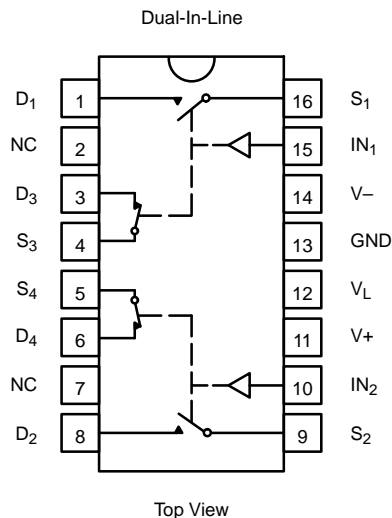 Dual-In-Line
D1 1 16 S1
NC 2 15 IN1
D3 3 14 V–
S3 4 13 GND
S4 5 12 VL
D4 6 11 V+
NC 7 10 IN2
D2 8 9 S2
Top View